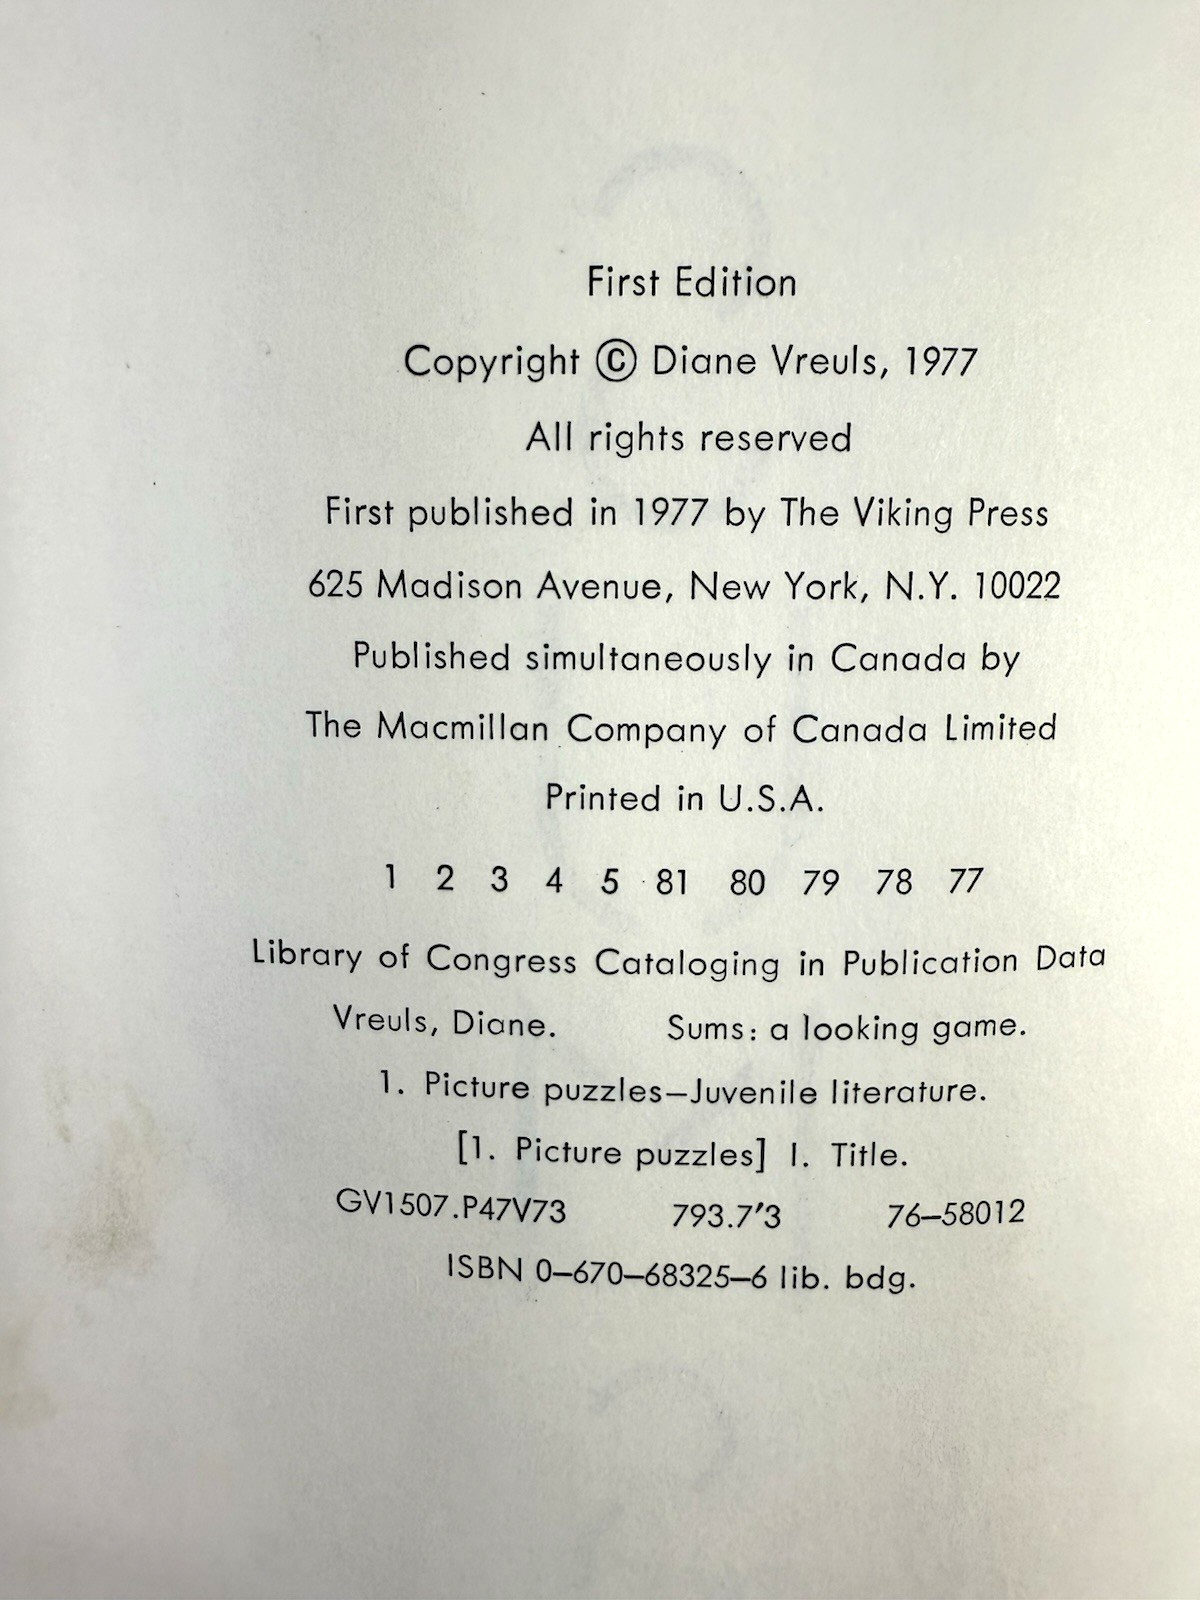 First Edition
Copyright © Diane Vreuls, 1977
All rights reserved
First published in 1977 by The Viking Press
625 Madison Avenue, New York, N.Y. 10022
Published simultaneously in Canada by
The Macmillan Company of Canada Limited
Printed in U.S.A.
1 2 3 4 5 81 80 79 78 77
Library of Congress Cataloging in Publication Data
Vreuls, Diane. Sums: a looking game.
1. Picture puzzles—Juvenile literature.
[1. Picture puzzles] I. Title.
GV1507.P47V73 793.7'3 76–58012
ISBN 0–670–68325–6 lib. bdg.